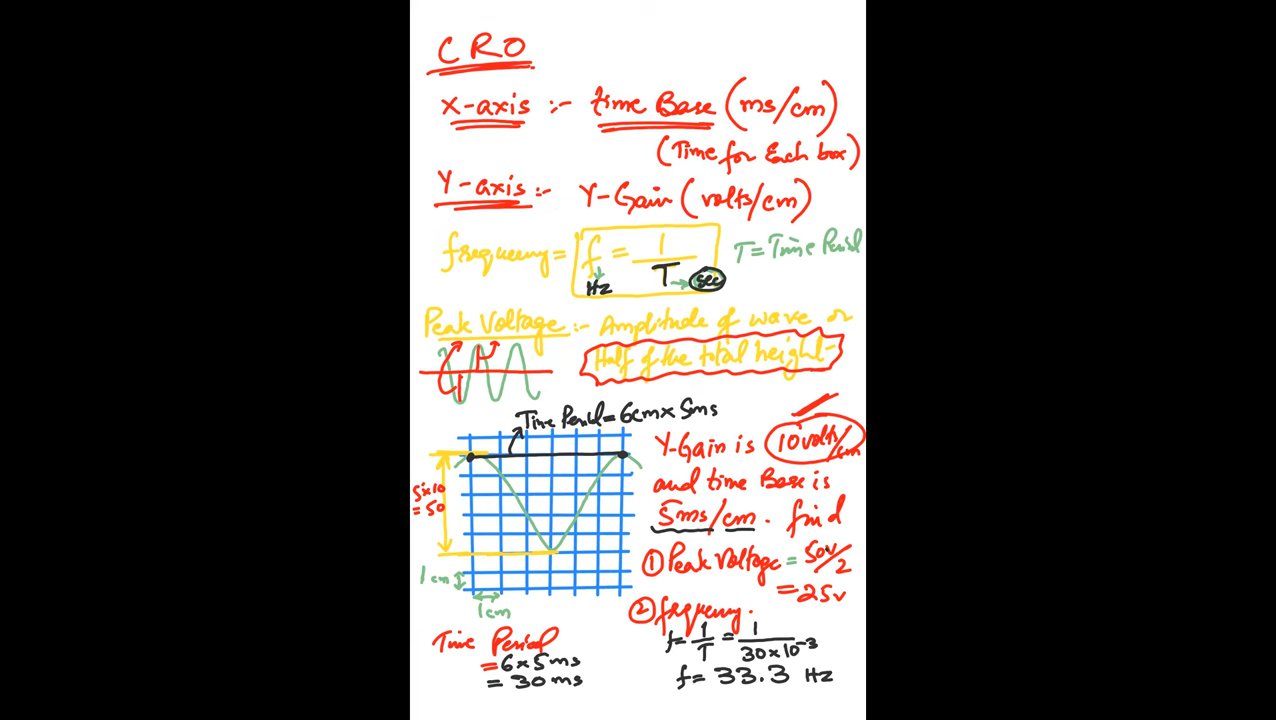 CRO
X-axis :- time Base (ms/cm)
(Time for Each box)
Y-axis :- Y-Gain (volts/cm)
frequency = f = 1/T T = Time Period
Hz sec
Peak Voltage :- Amplitude of wave or
Half of the total height
Time Period = 6cm x 5ms
Y-Gain is 10volts/cm
and time Base is
5ms/cm. find
5x10
= 50
① Peak Voltage = 50v/2
= 25v
1cm
1cm
② frequency.
f = 1/T = 1/30x10⁻³
f = 33.3 Hz
Time Period
= 6 x 5ms
= 30ms